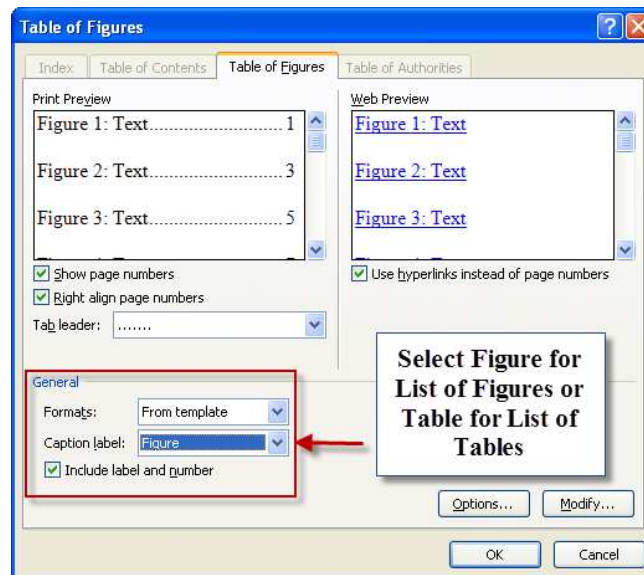 Table of Figures
Index
Table of Contents
Table of Figures
Table of Authorities
Print Preview
Figure 1: Text.............................. 1
Figure 2: Text.............................. 3
Figure 3: Text.............................. 5
Web Preview
Figure 1: Text
Figure 2: Text
Figure 3: Text
Show page numbers
Right align page numbers
Tab leader: .......
Use hyperlinks instead of page numbers
General
Formats: From template
Caption label: Figure
Include label and number
Select Figure for
List of Figures or
Table for List of
Tables
Options...
Modify...
OK
Cancel